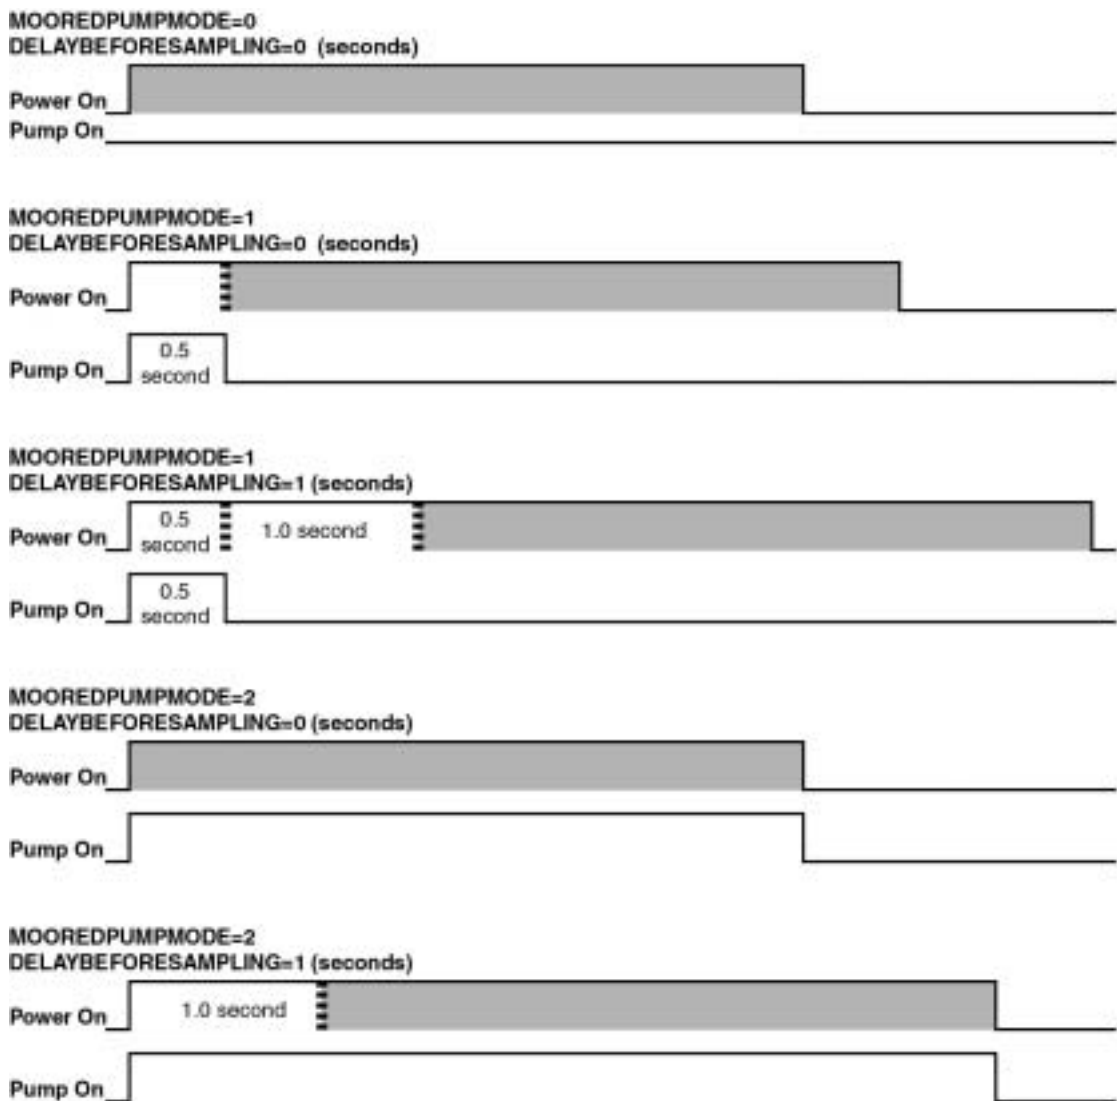 MOOREDPUMPMODE=0
DELAYBEFORESAMPLING=0 (seconds)
Power On
Pump On
MOOREDPUMPMODE=1
DELAYBEFORESAMPLING=0 (seconds)
Power On
0.5
second
Pump On
MOOREDPUMPMODE=1
DELAYBEFORESAMPLING=1 (seconds)
0.5
second
1.0 second
Power On
0.5
second
Pump On
MOOREDPUMPMODE=2
DELAYBEFORESAMPLING=0 (seconds)
Power On
Pump On
MOOREDPUMPMODE=2
DELAYBEFORESAMPLING=1 (seconds)
1.0 second
Power On
Pump On